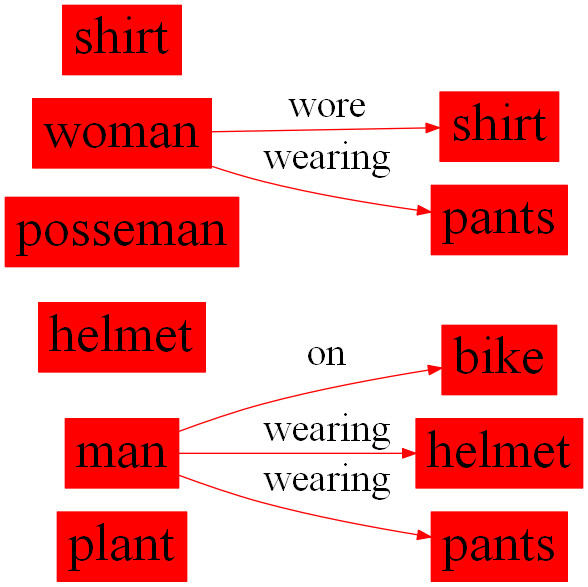 shirt
woman
wore
shirt
wearing
pants
posseman
helmet
on
bike
man
wearing
helmet
wearing
pants
plant